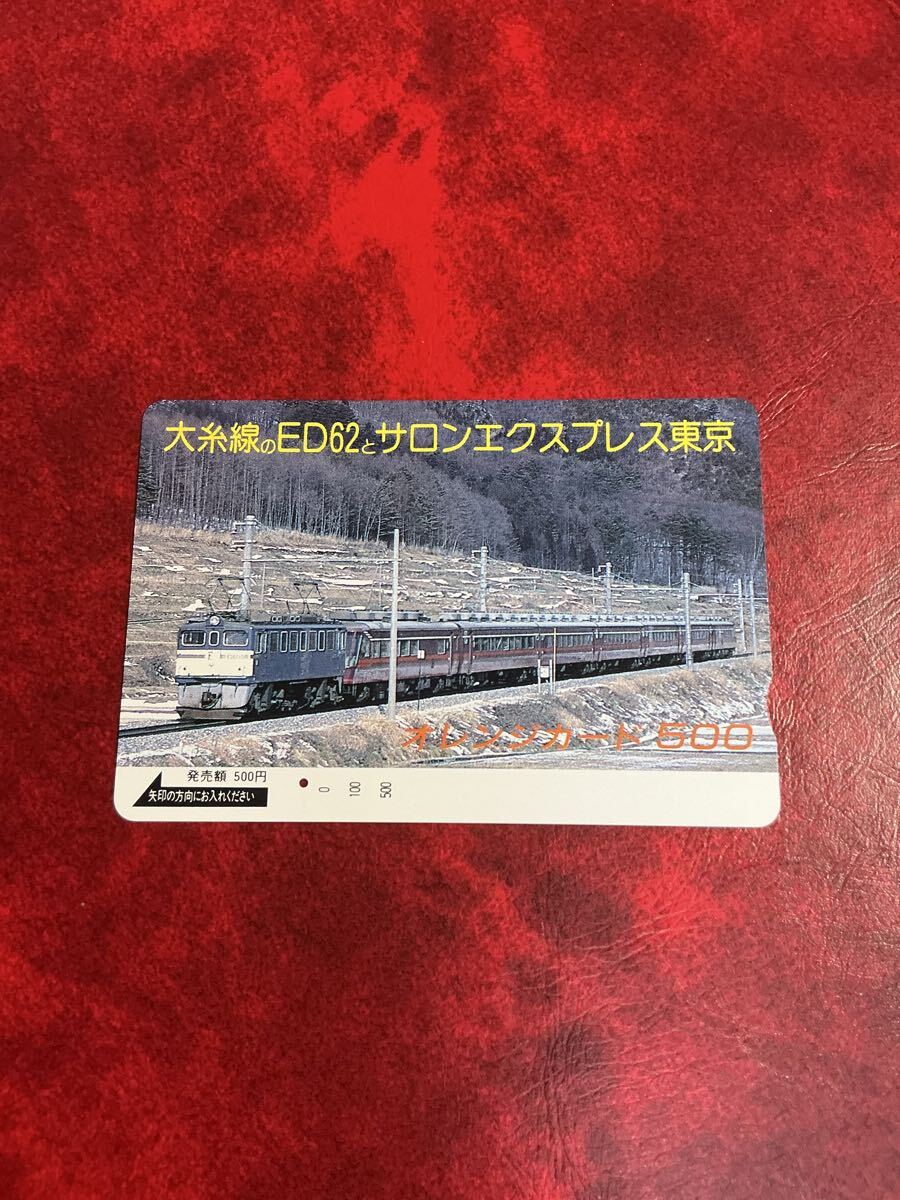 大糸線のED62とサロンエクスプレス東京
オレンジカード 500
発売額 500円
矢印の方向にお入れください
0
100
500